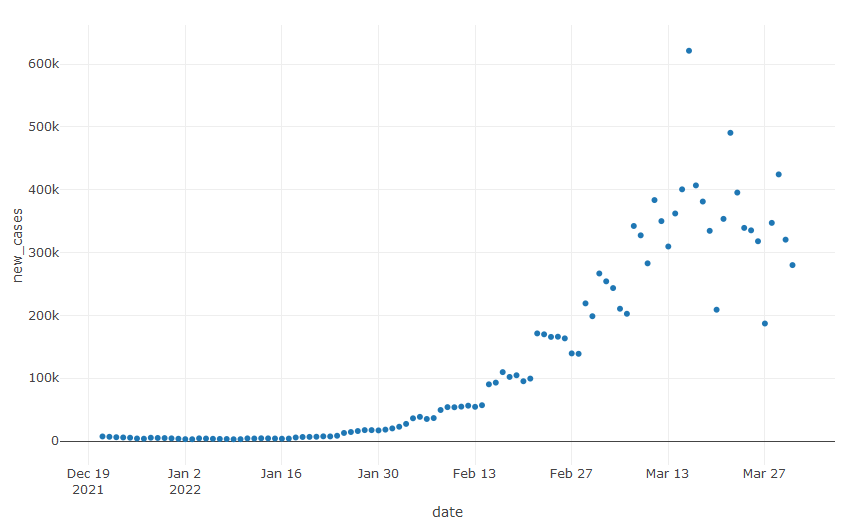 600k
500k
400k
300k
200k
100k
0
new_cases
Dec 19 Jan 2 Jan 16 Jan 30 Feb 13 Feb 27 Mar 13 Mar 27
2021 2022
date